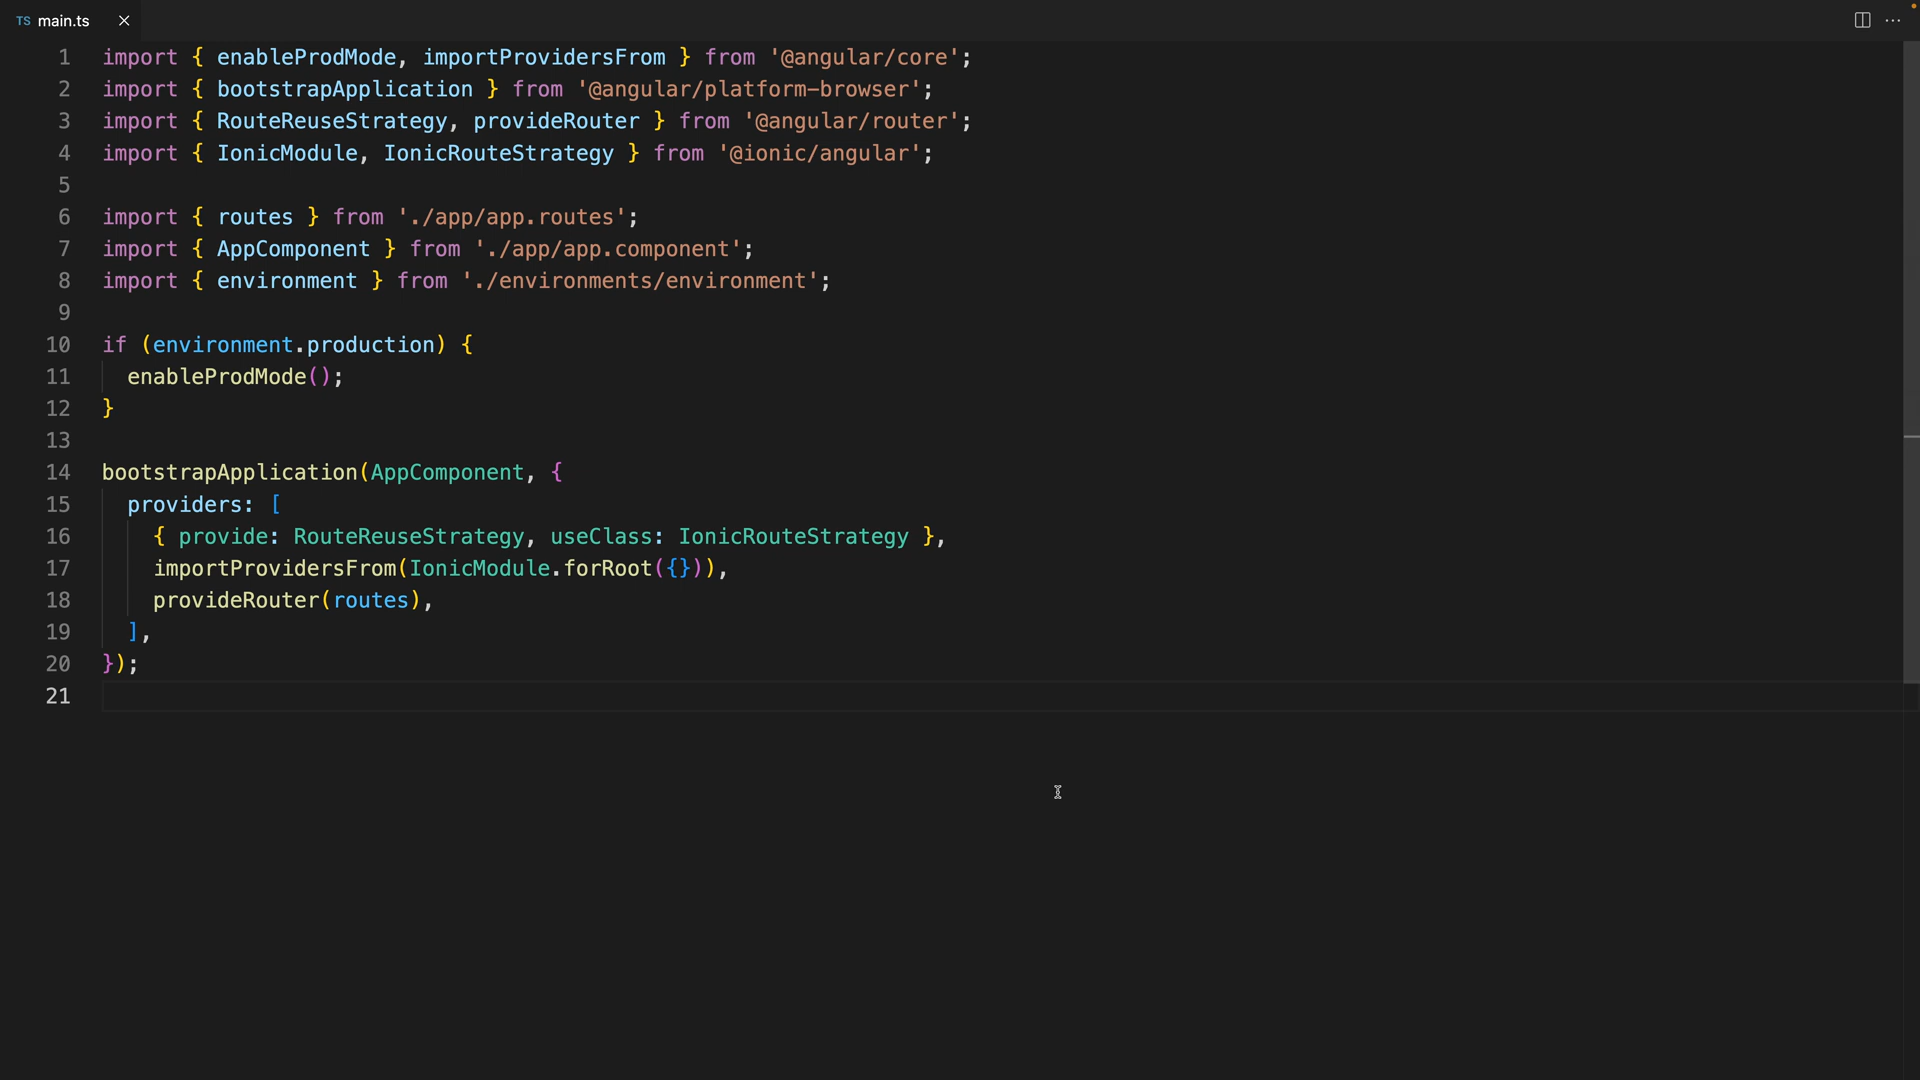 TS main.ts
1 import { enableProdMode, importProvidersFrom } from '@angular/core';
2 import { bootstrapApplication } from '@angular/platform-browser';
3 import { RouteReuseStrategy, provideRouter } from '@angular/router';
4 import { IonicModule, IonicRouteStrategy } from '@ionic/angular';
5
6 import { routes } from './app/app.routes';
7 import { AppComponent } from './app/app.component';
8 import { environment } from './environments/environment';
9
10 if (environment.production) {
11   enableProdMode();
12 }
13
14 bootstrapApplication(AppComponent, {
15   providers: [
16     { provide: RouteReuseStrategy, useClass: IonicRouteStrategy },
17     importProvidersFrom(IonicModule.forRoot({})),
18     provideRouter(routes),
19   ],
20 });
21